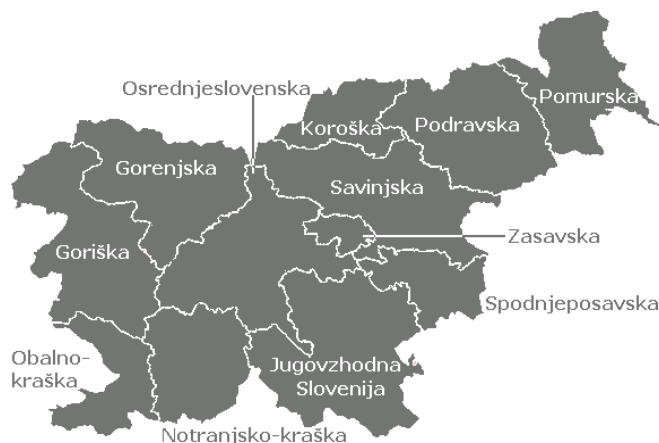 Osrednjeslovenska
Koroška
Podravska
Pomurska
Gorenjska
Savinjska
Goriška
Zasavska
Spodnjeposavska
Obalno-
kraška
Jugovzhodna
Slovenija
Notranjsko-kraška